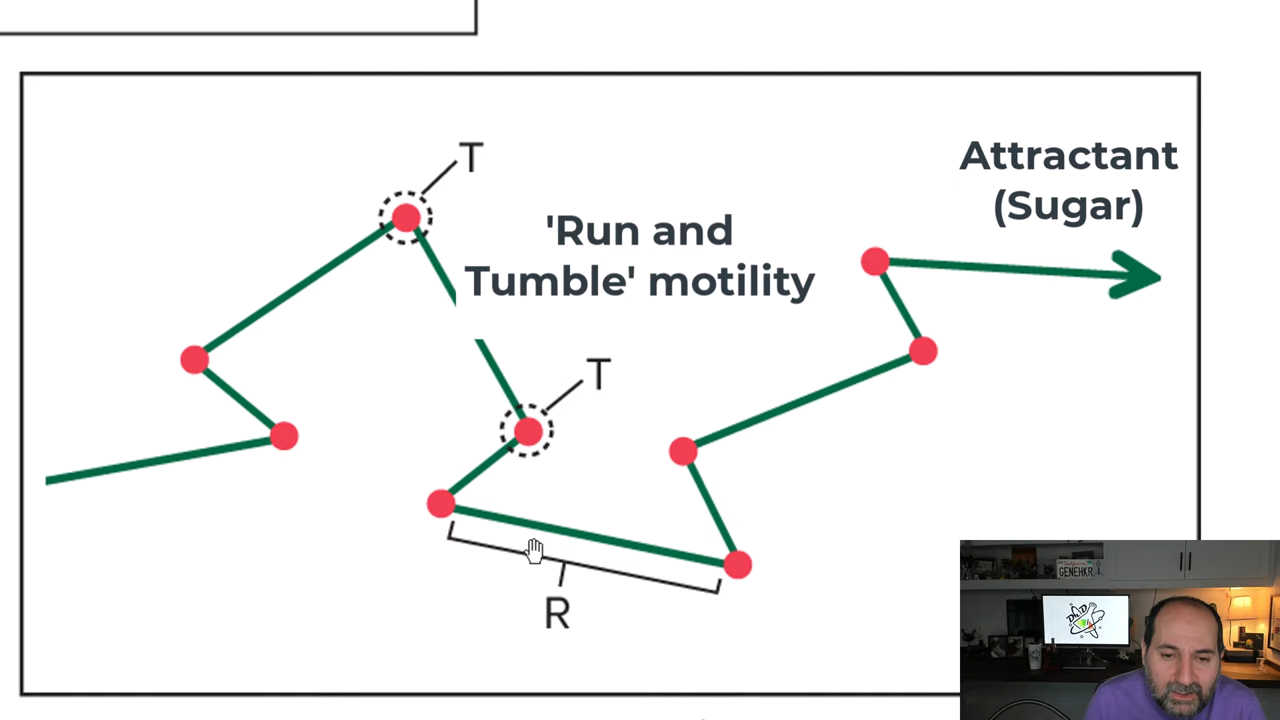 T
'Run and
Tumble' motility
Attractant
(Sugar)
T
R
GENEHKR